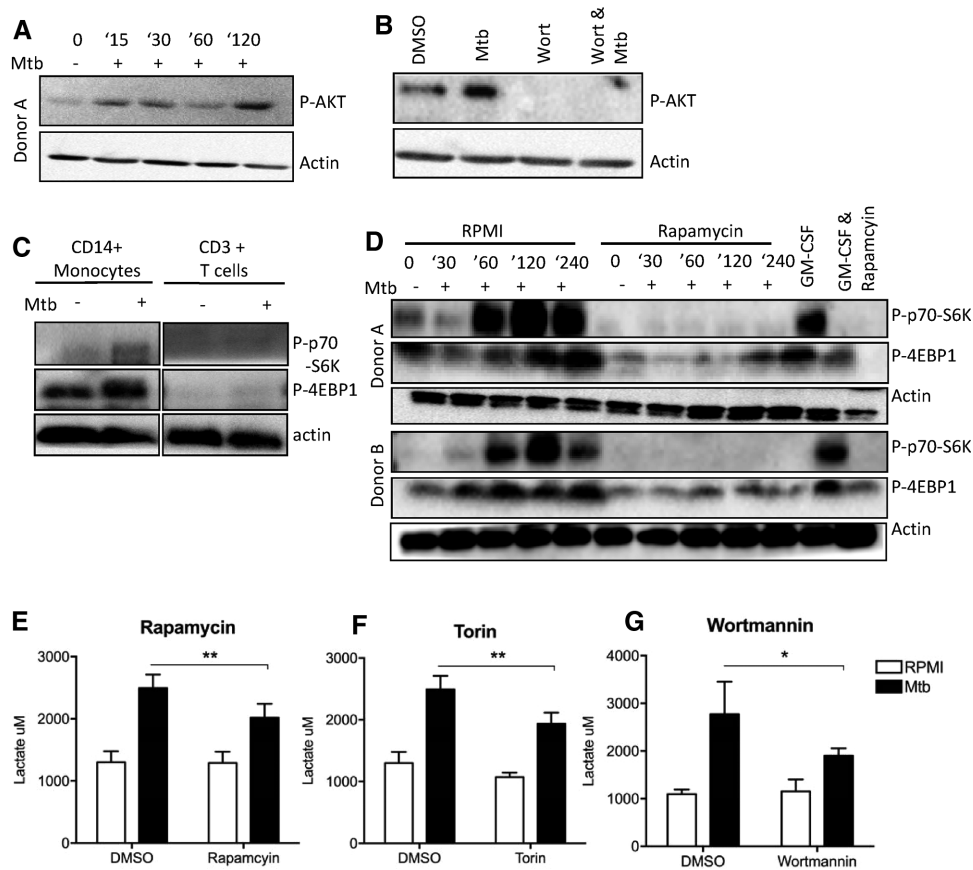 A
0 ‘15 ‘30 ’60 ‘120
Mtb - + + + +
Donor A
P-AKT
Actin
B
DMSO
Mtb
Wort
Wort &
Mtb
P-AKT
Actin
C
CD14+
Monocytes
CD3 +
T cells
Mtb - + - +
P-p70
-S6K
P-4EBP1
actin
D
RPMI Rapamycin
0 ‘30 ’60 ’120 ‘240 0 ‘30 ’60 ’120 ‘240
Mtb - + + + + - + + + +
GM-CSF
GM-CSF &
Rapamcyin
Donor A
P-p70-S6K
P-4EBP1
Actin
Donor B
P-p70-S6K
P-4EBP1
Actin
E
Rapamycin
Lactate uM
3000
2000
1000
0
**
DMSO Rapamcyin
F
Torin
Lactate uM
3000
2000
1000
0
**
DMSO Torin
G
Wortmannin
Lactate uM
4000
3000
2000
1000
0
*
DMSO Wortmannin
RPMI
Mtb